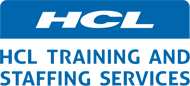 HCL
HCL TRAINING AND
STAFFING SERVICES